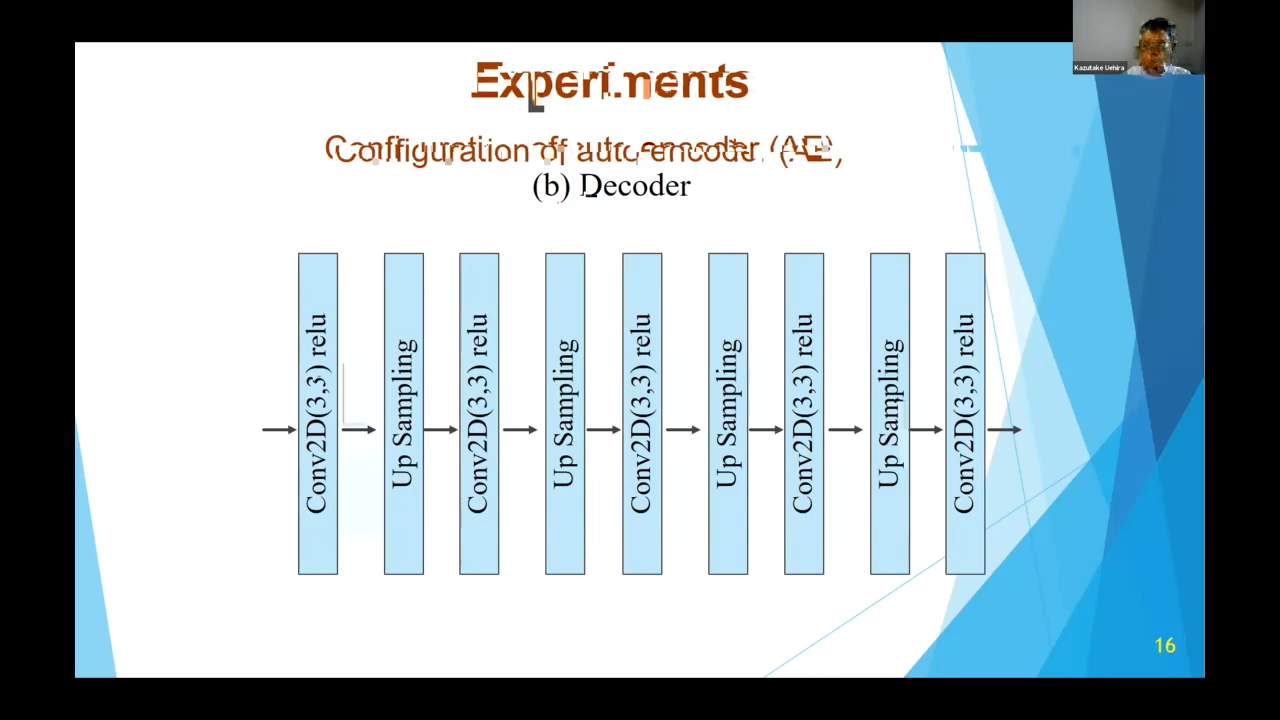 Kazutake Uehira
Experiments
Configuration of auto-encoder (AE)
(b) Decoder
Conv2D(3,3) relu
Up Sampling
Conv2D(3,3) relu
Up Sampling
Conv2D(3,3) relu
Up Sampling
Conv2D(3,3) relu
Up Sampling
Conv2D(3,3) relu
16